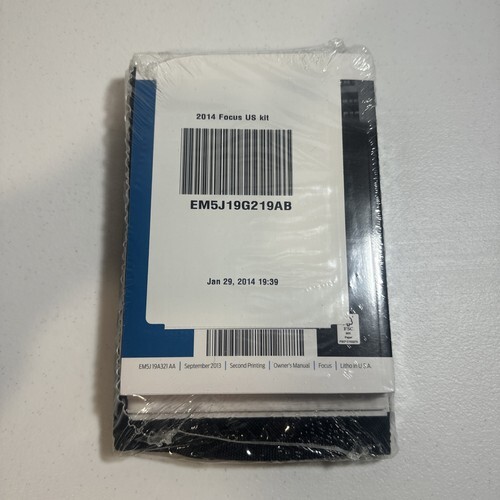 2014 Focus US kit
EM5J19G219AB
Jan 29, 2014 19:39
FSC
EM5J 19A321 AA | September 2013 | Second Printing | Owner's Manual | Focus | Litho in U.S.A.